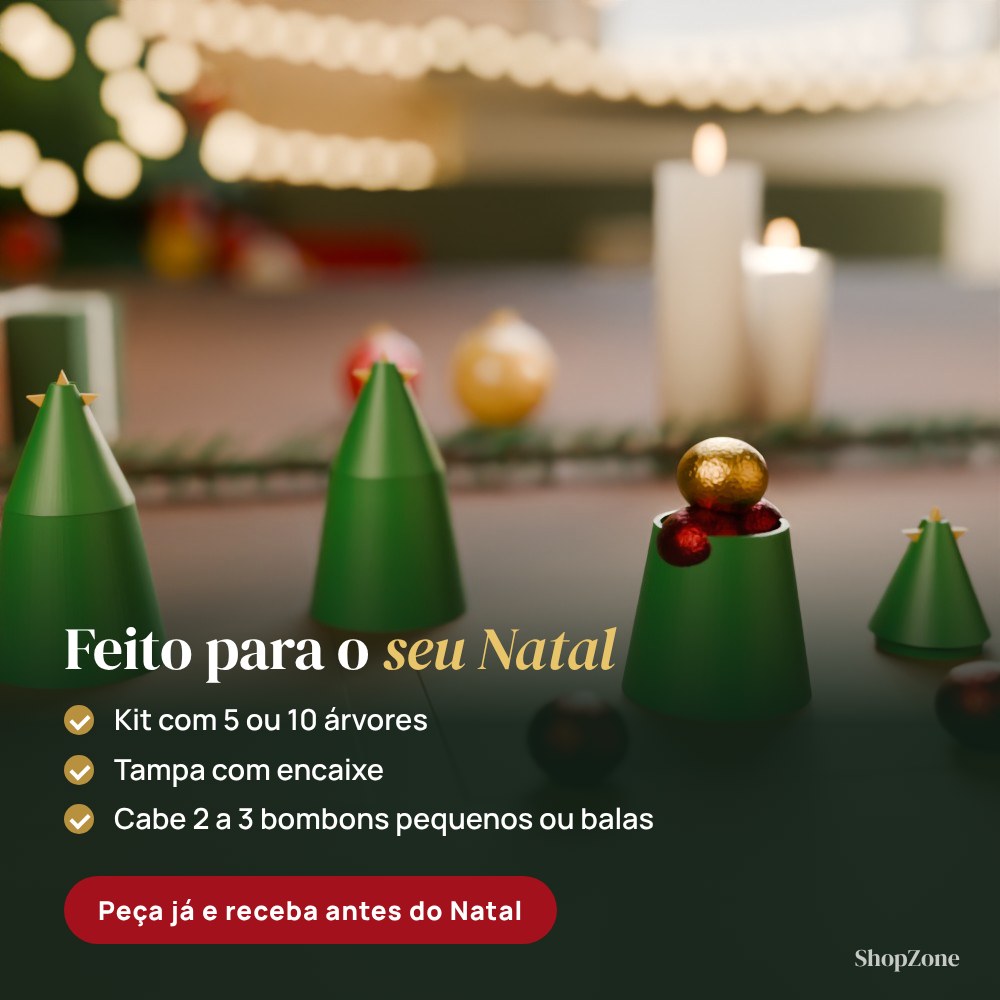 Feito para o seu Natal
Kit com 5 ou 10 árvores
Tampa com encaixe
Cabe 2 a 3 bombons pequenos ou balas
Peça já e receba antes do Natal
ShopZone